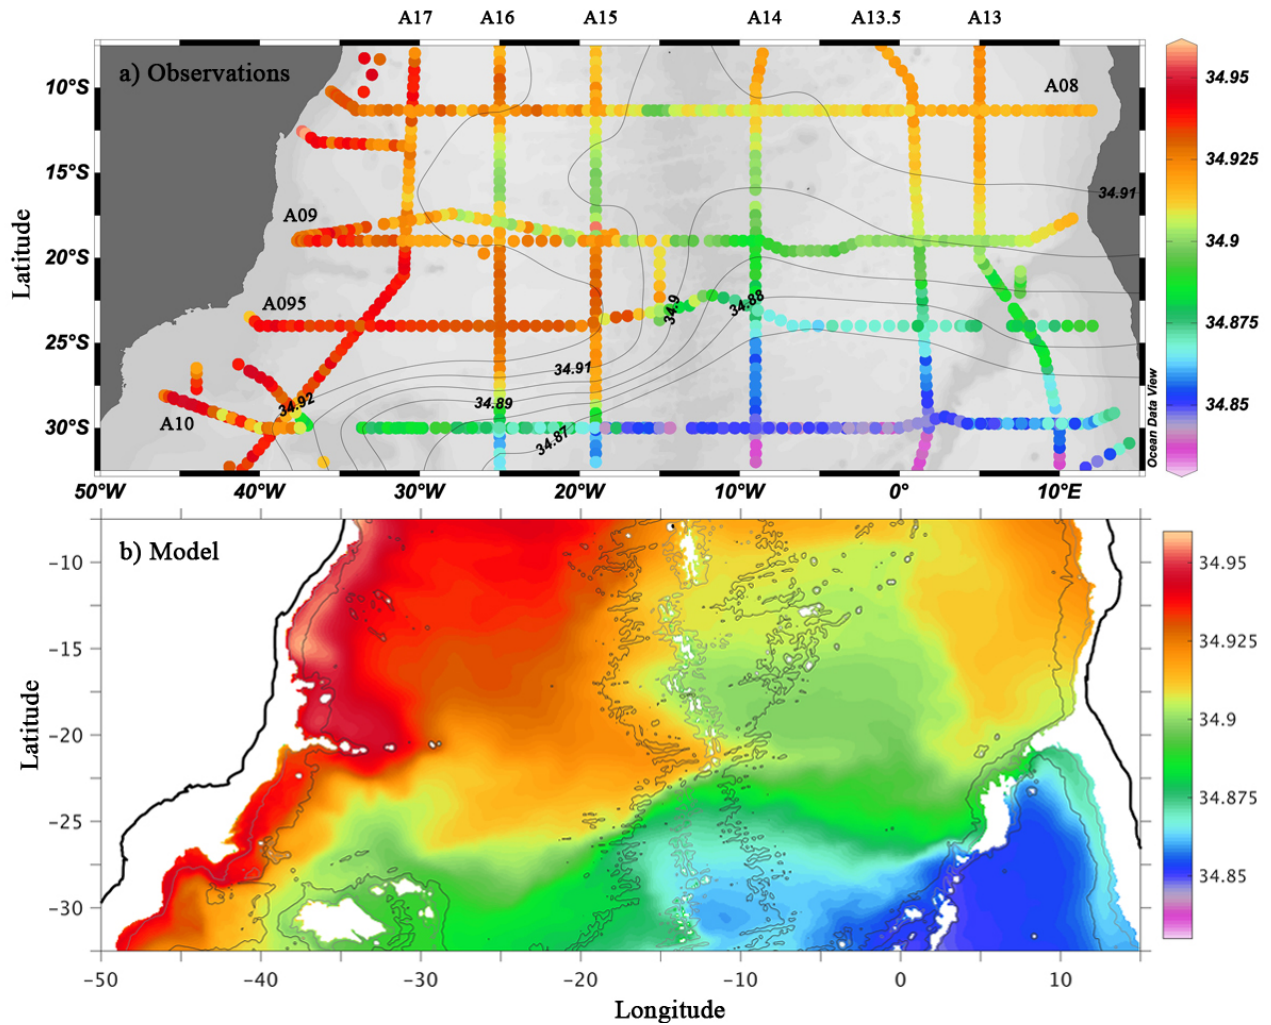 A17 A16 A15 A14 A13.5 A13
a) Observations
A08
A09
A095
A10
34.91
34.9
34.88
34.91
34.92
34.89
34.87
10°S
15°S
20°S
25°S
30°S
Latitude
50°W 40°W 30°W 20°W 10°W 0° 10°E
Ocean Data View
34.95
34.925
34.9
34.875
34.85
b) Model
−10
−15
−20
−25
−30
Latitude
−50 −40 −30 −20 −10 0 10
Longitude
34.95
34.925
34.9
34.875
34.85